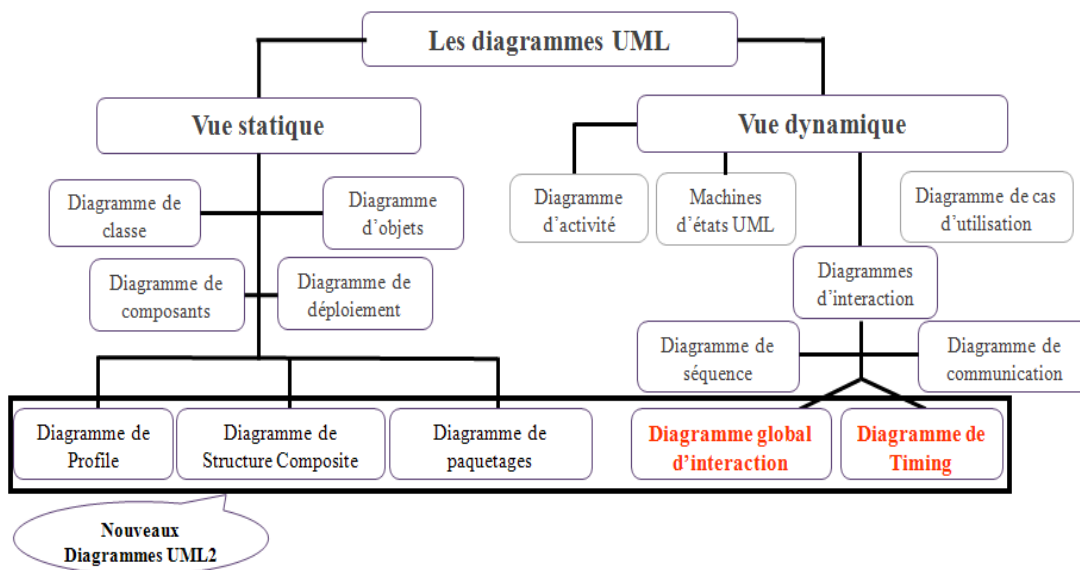 Les diagrammes UML
Vue statique
Vue dynamique
Diagramme de
classe
Diagramme
d'objets
Diagramme
d'activité
Machines
d'états UML
Diagramme de cas
d'utilisation
Diagramme de
composants
Diagramme de
déploiement
Diagrammes
d'interaction
Diagramme de
séquence
Diagramme de
communication
Diagramme de
Profile
Diagramme de
Structure Composite
Diagramme de
paquetages
Diagramme global
d'interaction
Diagramme de
Timing
Nouveaux
Diagrammes UML2